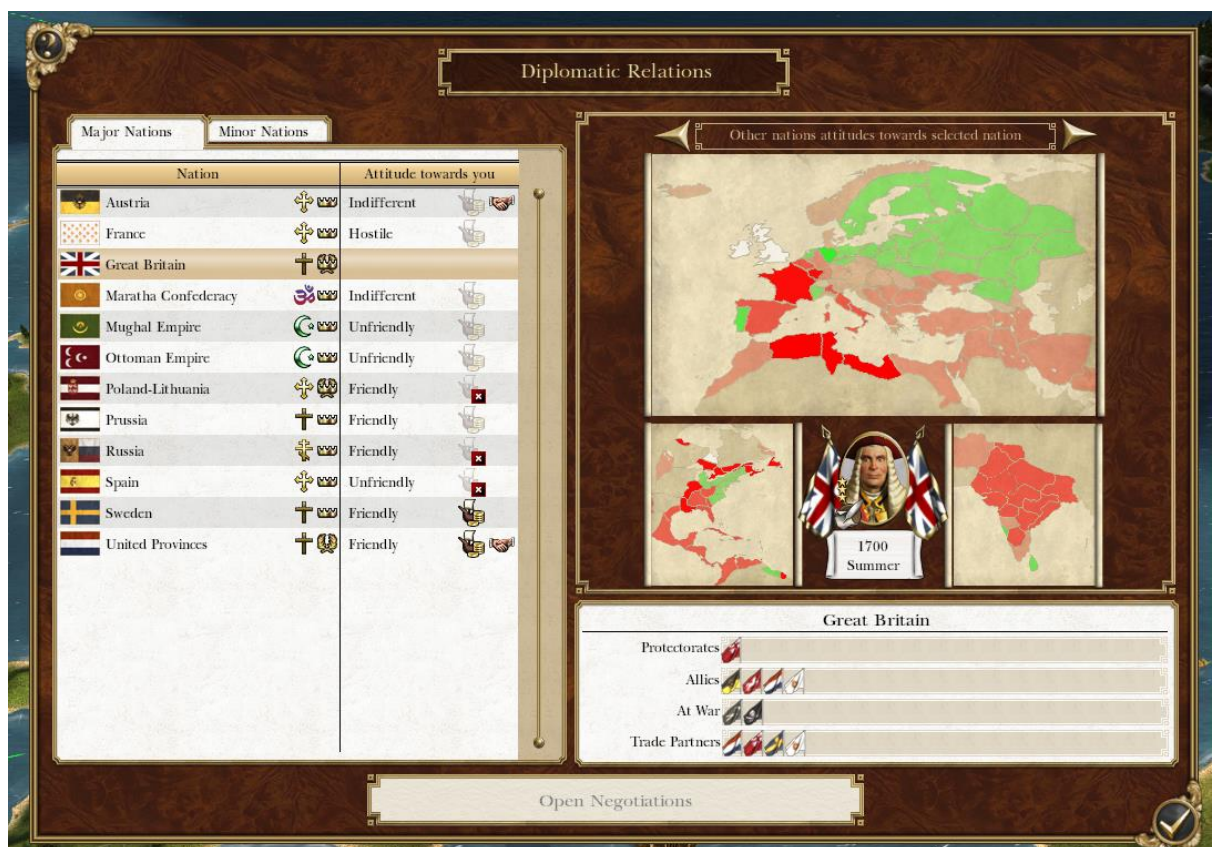 Diplomatic Relations
Major Nations
Minor Nations
Nation
Attitude towards you
Austria
Indifferent
France
Hostile
Great Britain
Maratha Confederacy
Indifferent
Mughal Empire
Unfriendly
Ottoman Empire
Unfriendly
Poland-Lithuania
Friendly
Prussia
Friendly
Russia
Friendly
Spain
Unfriendly
Sweden
Friendly
United Provinces
Friendly
Other nations attitudes towards selected nation
1700
Summer
Great Britain
Protectorates
Allies
At War
Trade Partners
Open Negotiations